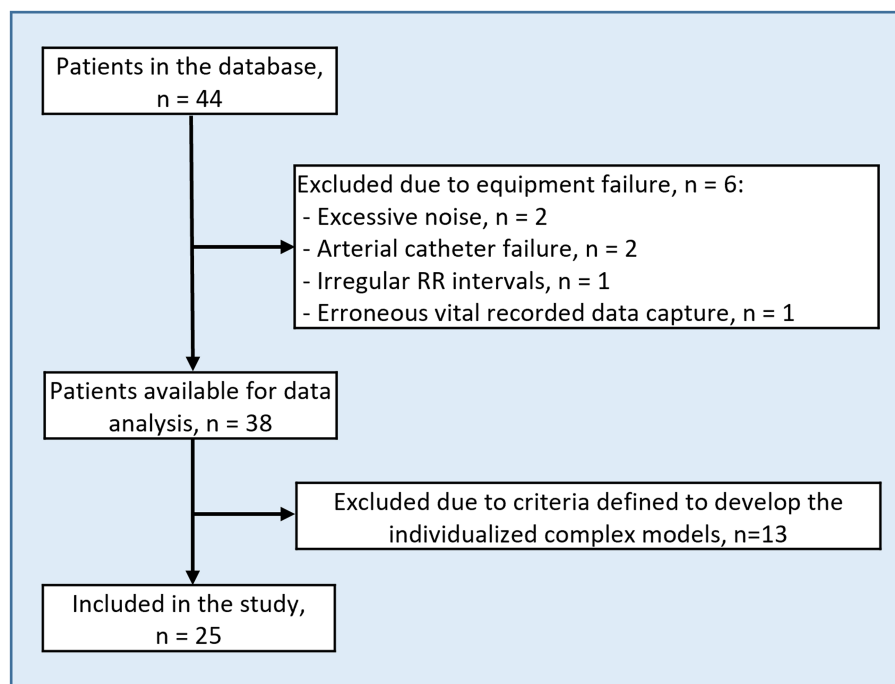 Patients in the database,
n = 44
Excluded due to equipment failure, n = 6:
- Excessive noise, n = 2
- Arterial catheter failure, n = 2
- Irregular RR intervals, n = 1
- Erroneous vital recorded data capture, n = 1
Patients available for data
analysis, n = 38
Excluded due to criteria defined to develop the
individualized complex models, n=13
Included in the study,
n = 25